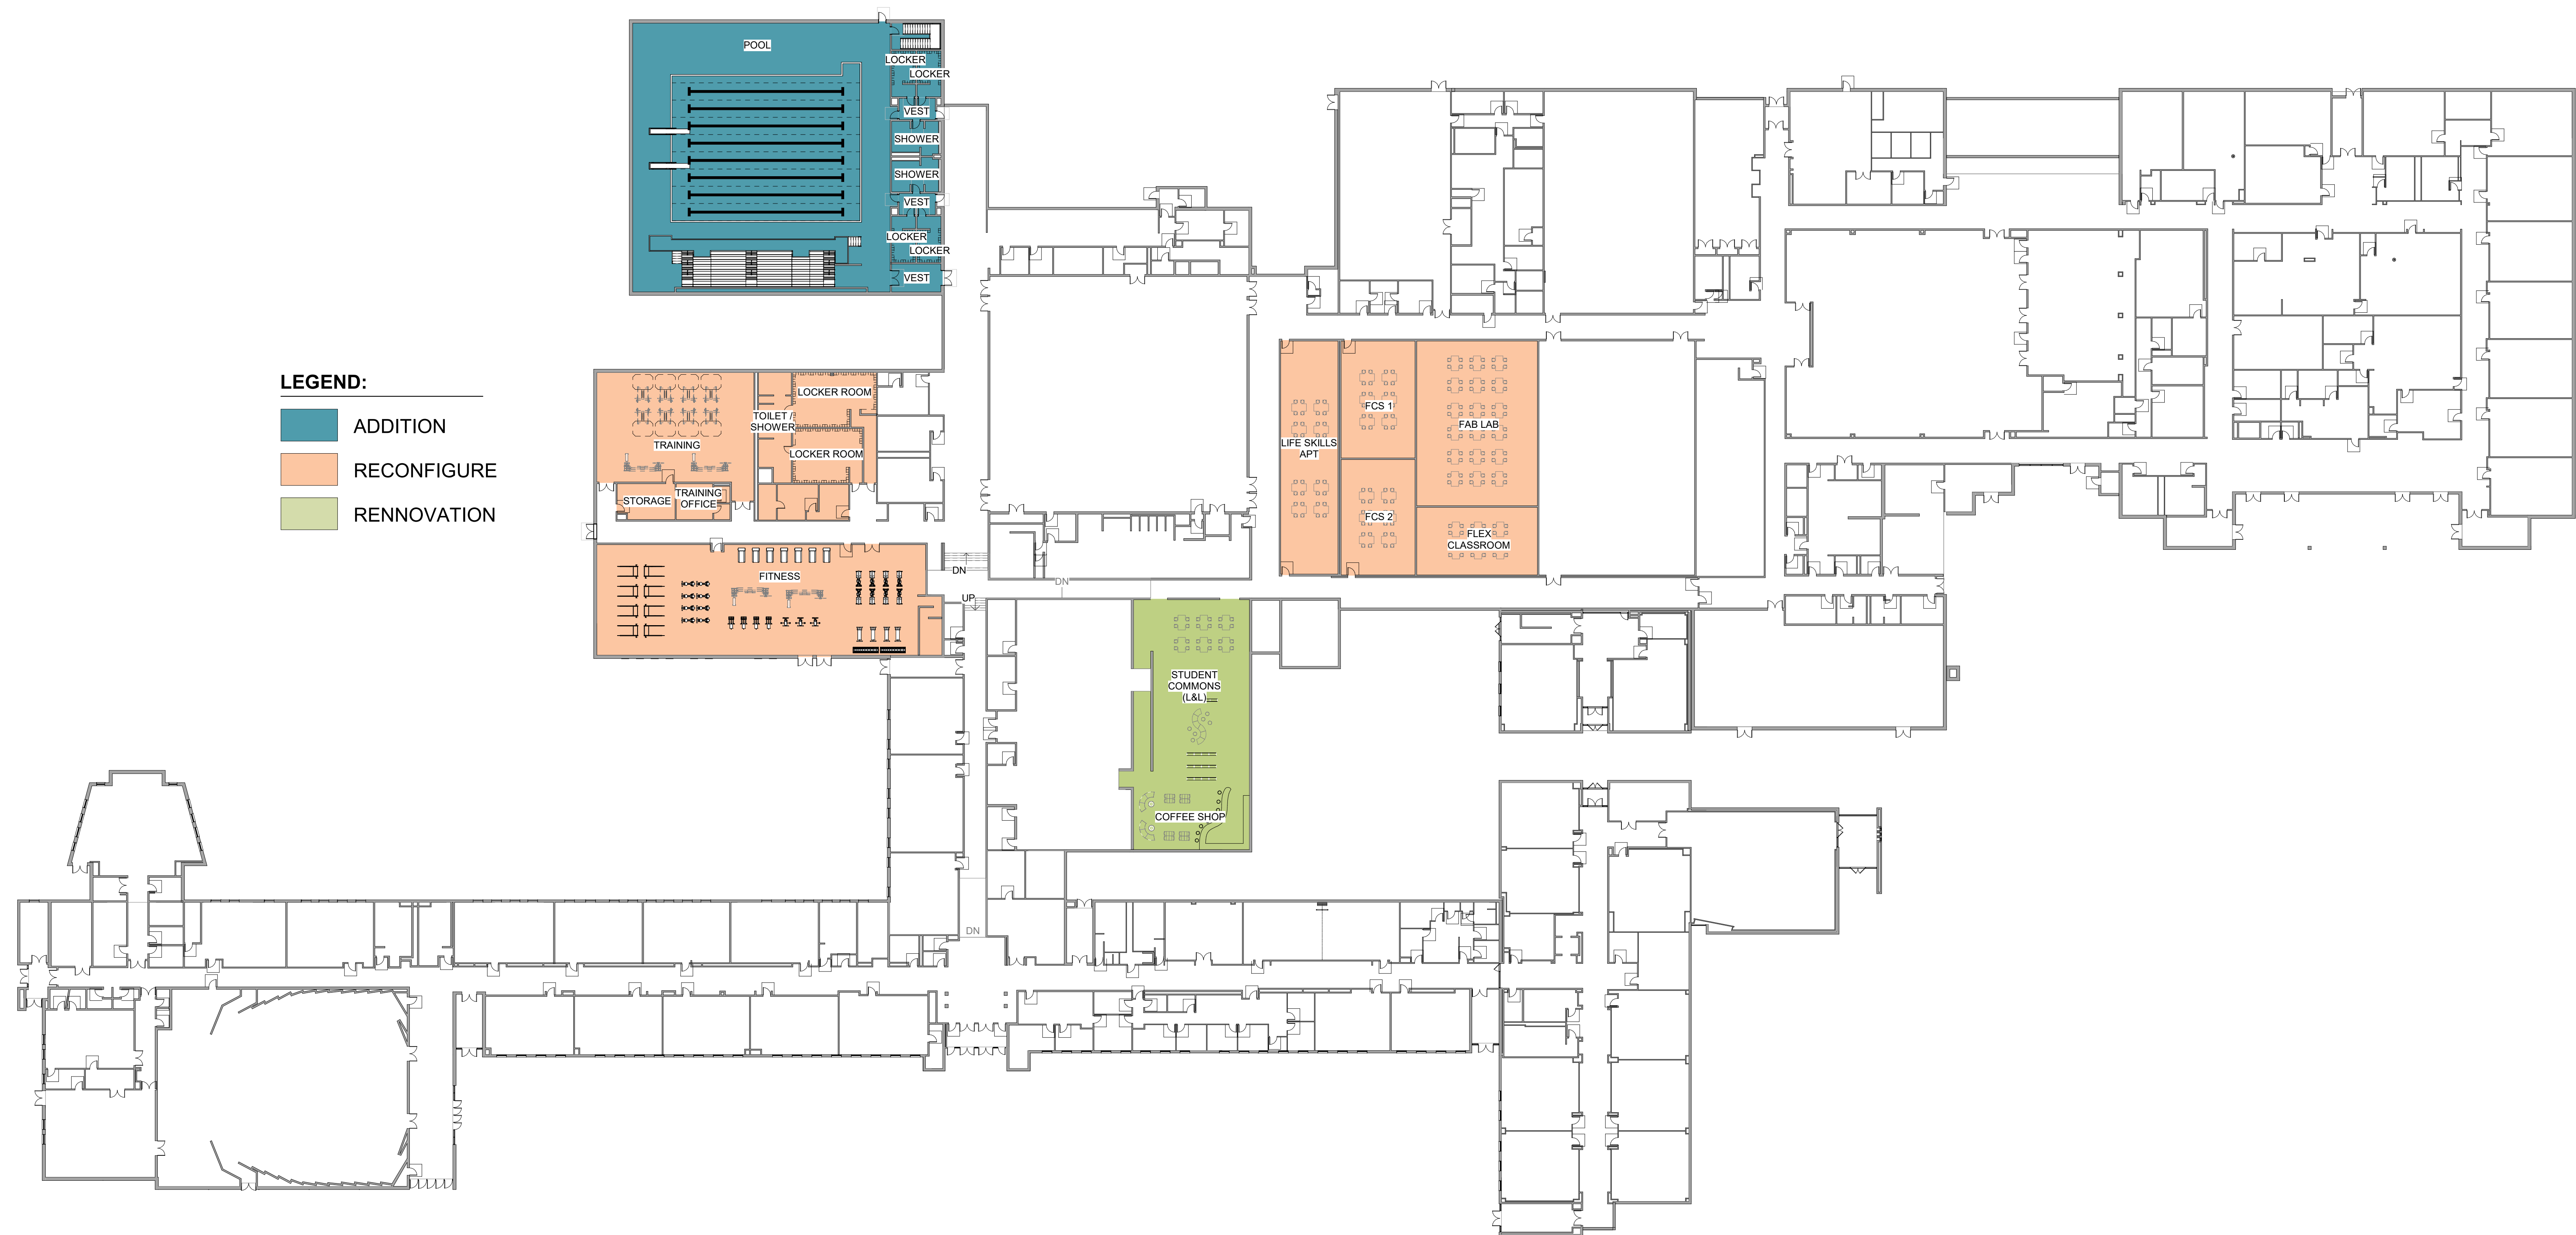 POOL
LOCKER
LOCKER
VEST
SHOWER
SHOWER
VEST
LOCKER
LOCKER
VEST
LEGEND:
ADDITION
RECONFIGURE
RENNOVATION
LOCKER ROOM
TOILET /
SHOWER
TRAINING
LOCKER ROOM
STORAGE
TRAINING
OFFICE
FITNESS
DN
DN
UP
LIFE SKILLS
APT
FCS 1
FAB LAB
FCS 2
FLEX
CLASSROOM
STUDENT
COMMONS
(L&L)
COFFEE SHOP
DN